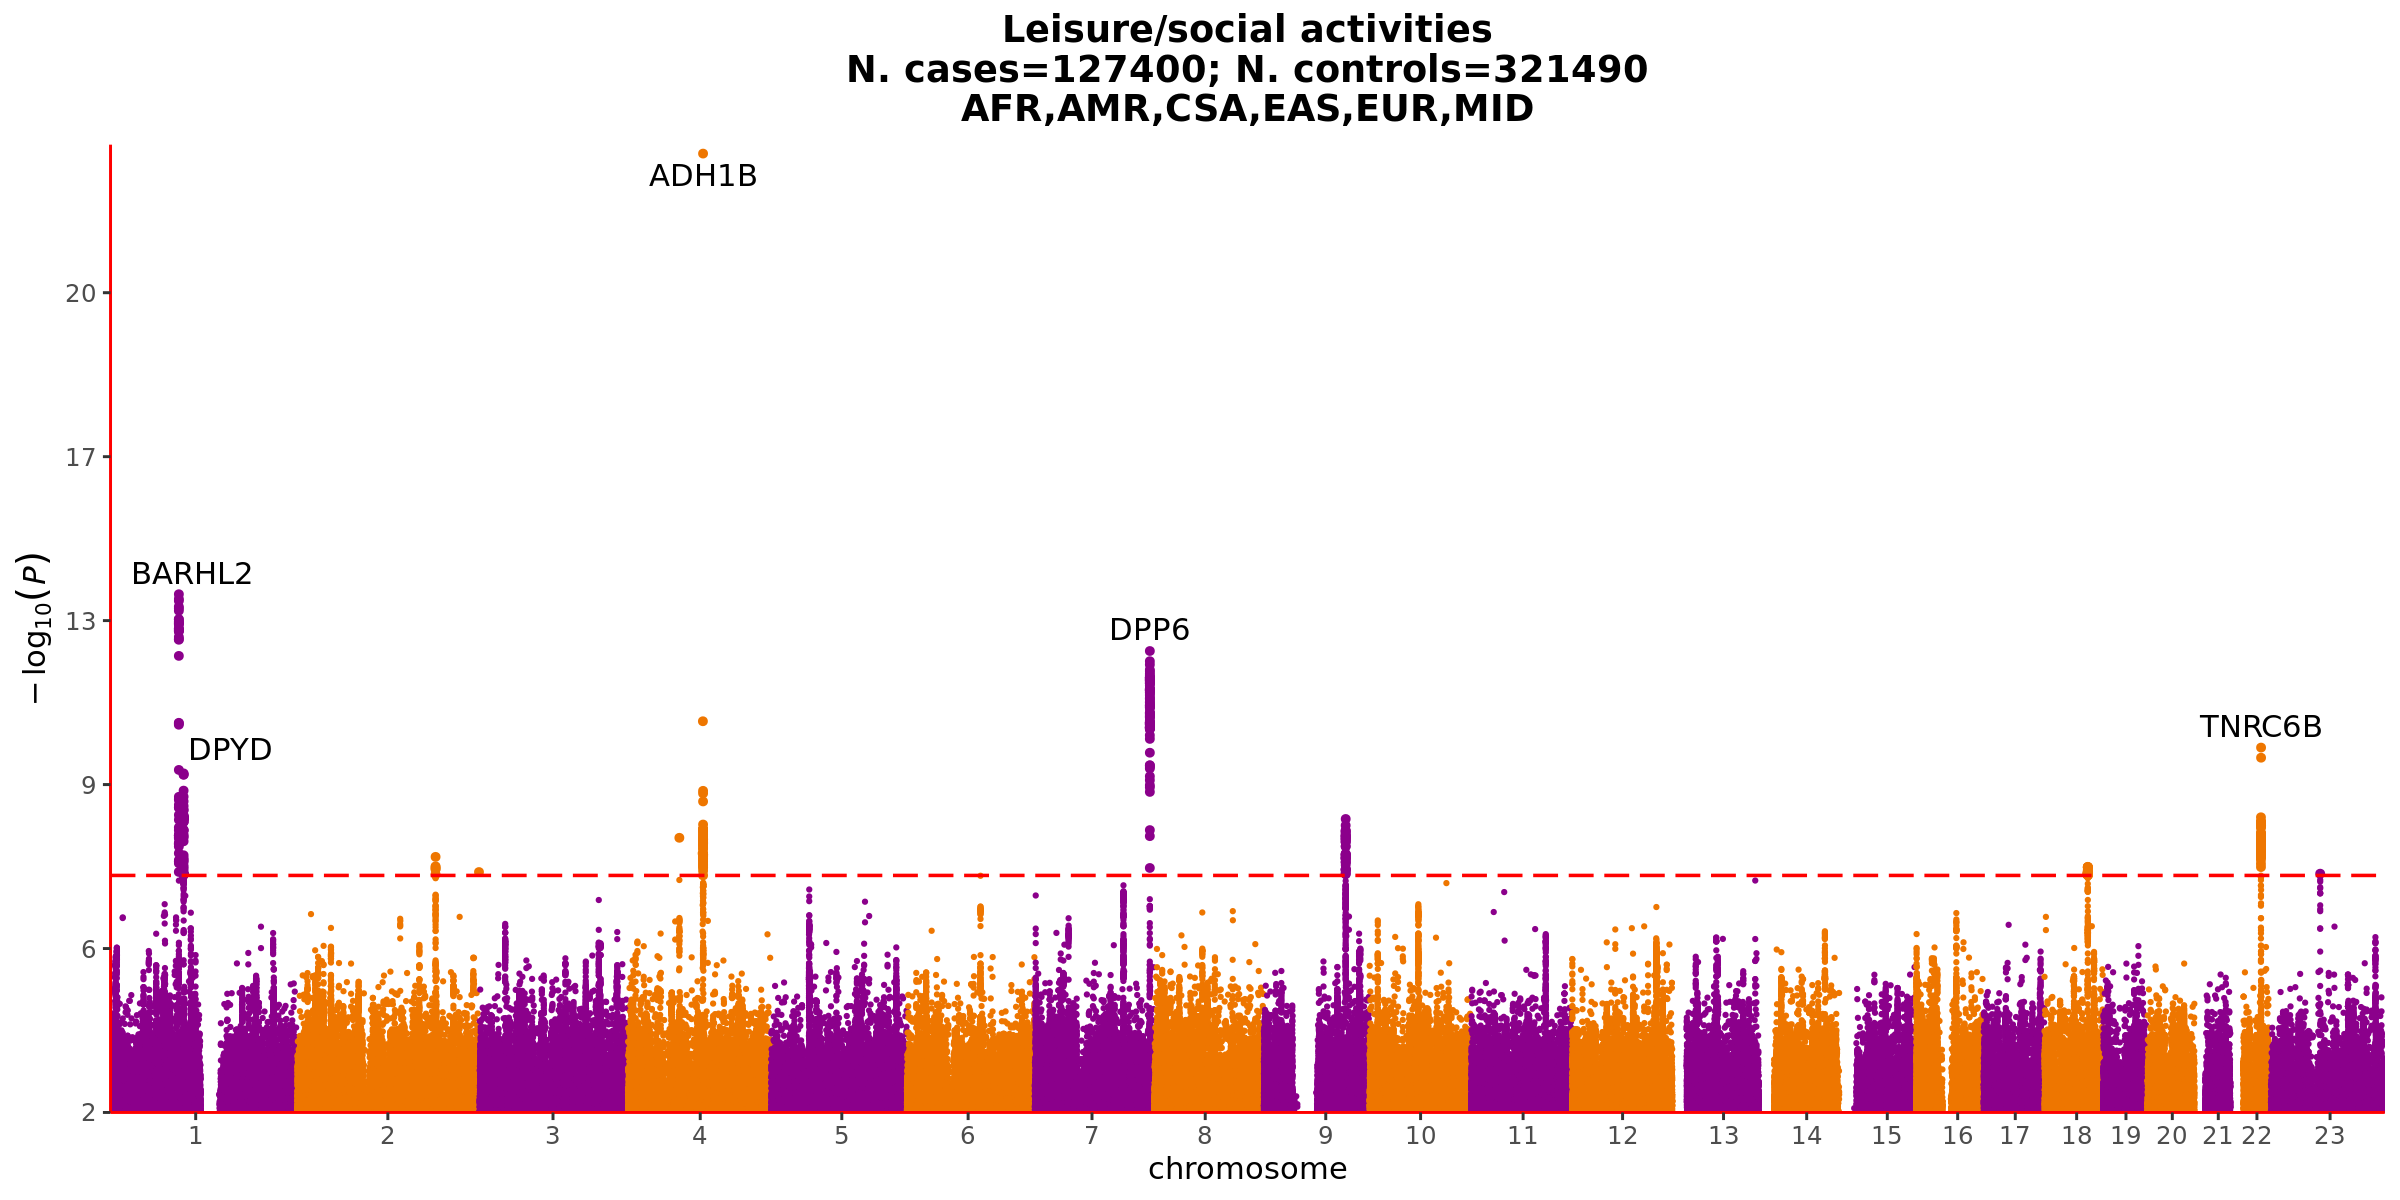 Leisure/social activities
N. cases=127400; N. controls=321490
AFR,AMR,CSA,EAS,EUR,MID
ADH1B
20
17
BARHL2
13
DPP6
TNRC6B
DPYD
9
6
2
−log10(P)
1 2 3 4 5 6 7 8 9 10 11 12 13 14 15 16 17 18 19 20 21 22 23
chromosome